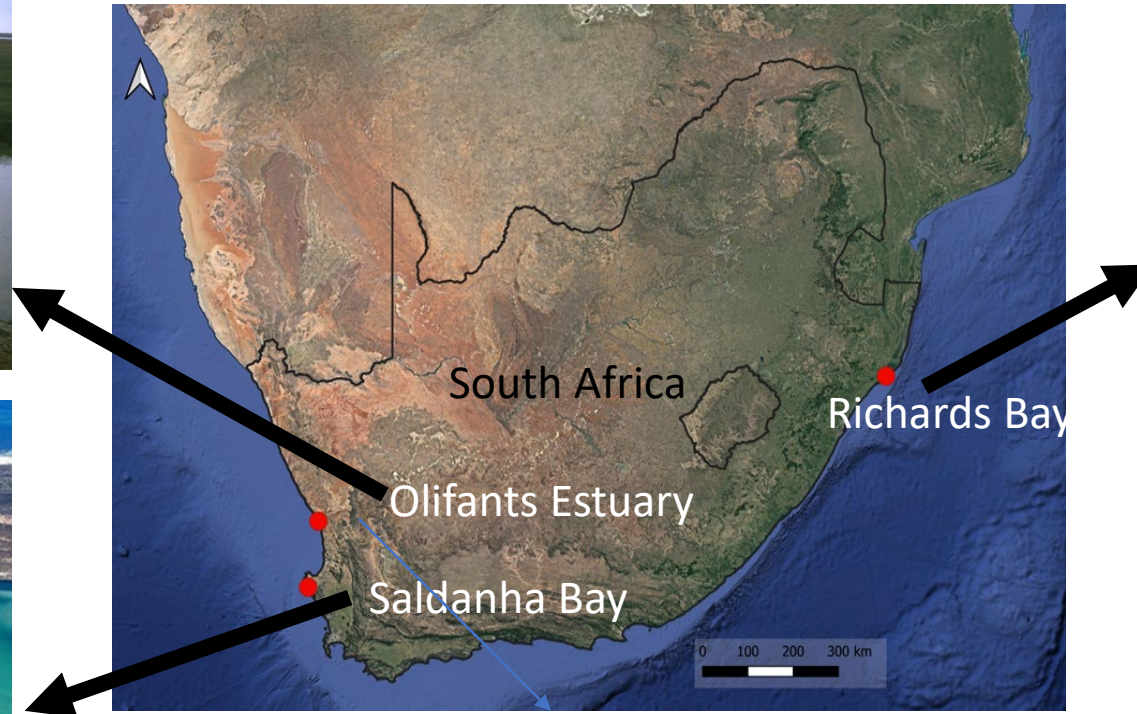 South Africa
Richards Bay
Olifants Estuary
Saldanha Bay
0 100 200 300 km